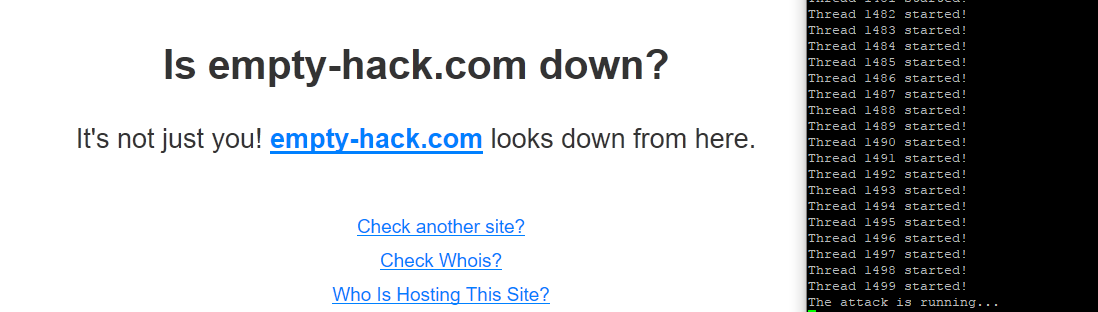 Is empty-hack.com down?
It's not just you! empty-hack.com looks down from here.
Check another site?
Check Whois?
Who Is Hosting This Site?
Thread 1482 started!
Thread 1483 started!
Thread 1484 started!
Thread 1485 started!
Thread 1486 started!
Thread 1487 started!
Thread 1488 started!
Thread 1489 started!
Thread 1490 started!
Thread 1491 started!
Thread 1492 started!
Thread 1493 started!
Thread 1494 started!
Thread 1495 started!
Thread 1496 started!
Thread 1497 started!
Thread 1498 started!
Thread 1499 started!
The attack is running...